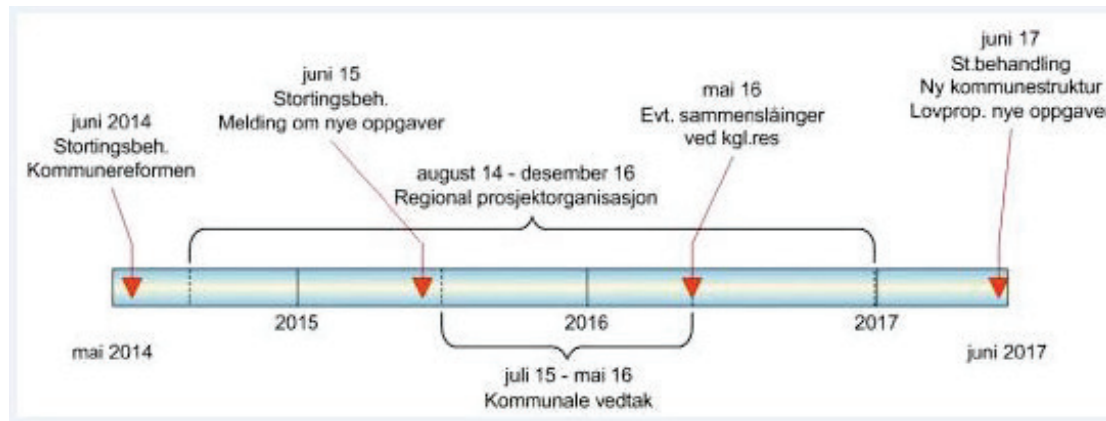 juni 2014
Stortingsbeh.
Kommunereformen
juni 15
Stortingsbeh.
Melding om nye oppgaver
august 14 - desember 16
Regional prosjektorganisasjon
mai 16
Evt. sammensláinger
ved kgl.res
juni 17
St.behandling
Ny kommunestruktur
Lovprop. nye oppgaver
2015
2016
2017
mai 2014
juni 2017
juli 15 - mai 16
Kommunale vedtak